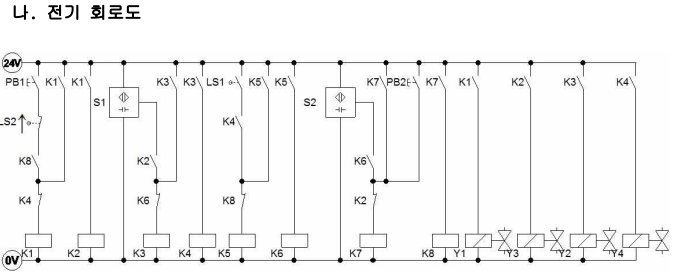 나. 전기 회로도
24V
PB1 K1 K1 K3 K3 LS1 K5 K5 K7 PB2 K7 K1 K2 K3 K4
S1 S2
LS2 K4
K8 K2 K6
K4 K6 K8 K2
0V K1 K2 K3 K4 K5 K6 K7 K8 Y1 Y3 Y2 Y4